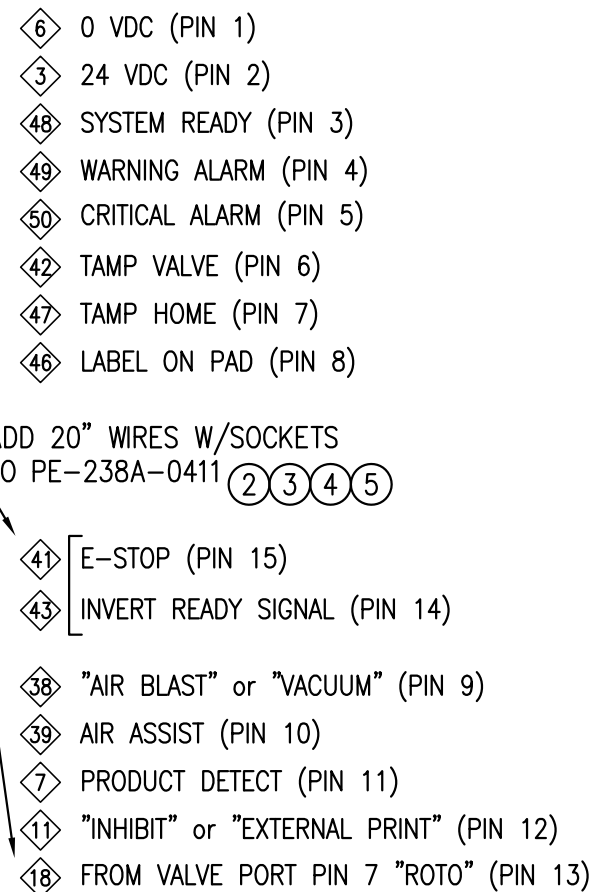 6 0 VDC (PIN 1)
3 24 VDC (PIN 2)
48 SYSTEM READY (PIN 3)
49 WARNING ALARM (PIN 4)
50 CRITICAL ALARM (PIN 5)
42 TAMP VALVE (PIN 6)
47 TAMP HOME (PIN 7)
46 LABEL ON PAD (PIN 8)
ADD 20" WIRES W/SOCKETS
O PE-238A-0411 2 3 4 5
41 E-STOP (PIN 15)
43 INVERT READY SIGNAL (PIN 14)
38 "AIR BLAST" or "VACUUM" (PIN 9)
39 AIR ASSIST (PIN 10)
7 PRODUCT DETECT (PIN 11)
11 "INHIBIT" or "EXTERNAL PRINT" (PIN 12)
18 FROM VALVE PORT PIN 7 "ROTO" (PIN 13)